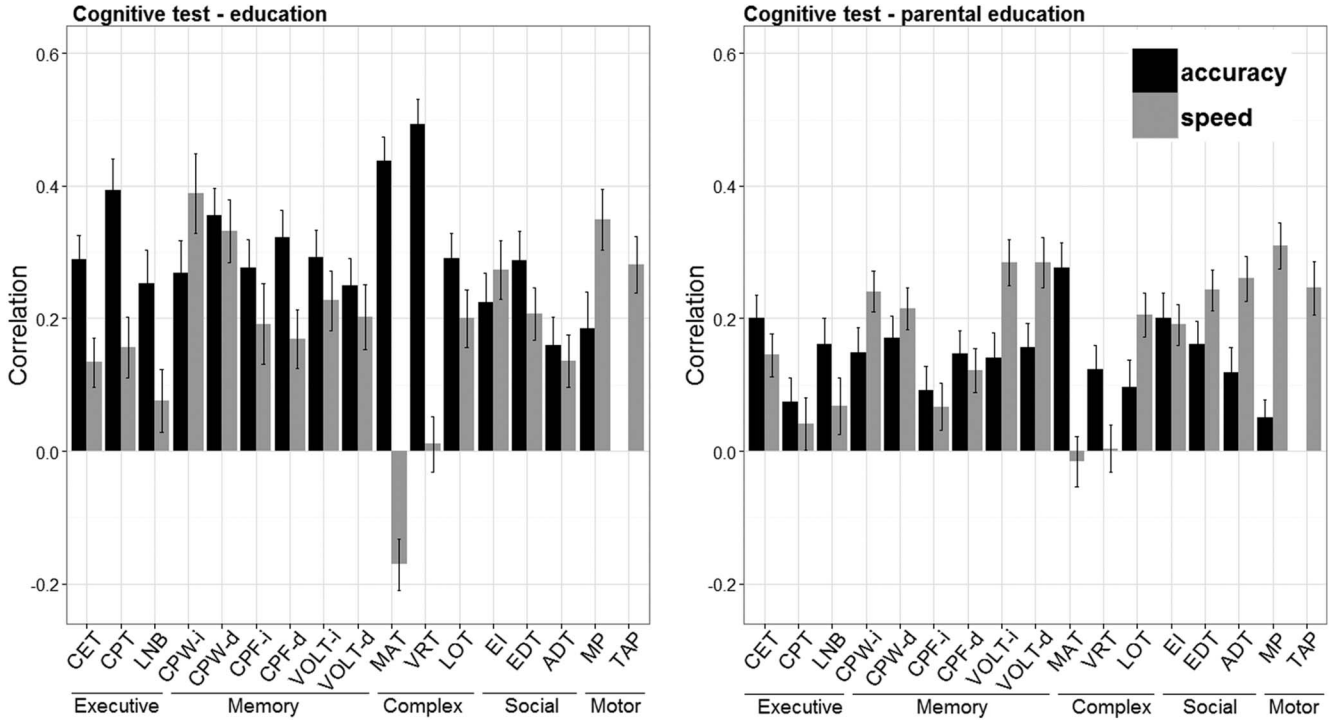 Cognitive test - education
Correlation
0.6
0.4
0.2
0.0
-0.2
CET CPT LNB CPW-i CPW-d CPF-i CPF-d VOLT-i VOLT-d MAT VRT LOT EI EDT ADT MP TAP
Executive Memory Complex Social Motor
Cognitive test - parental education
accuracy
speed
Correlation
0.6
0.4
0.2
0.0
-0.2
CET CPT LNB CPW-i CPW-d CPF-i CPF-d VOLT-i VOLT-d MAT VRT LOT EI EDT ADT MP TAP
Executive Memory Complex Social Motor